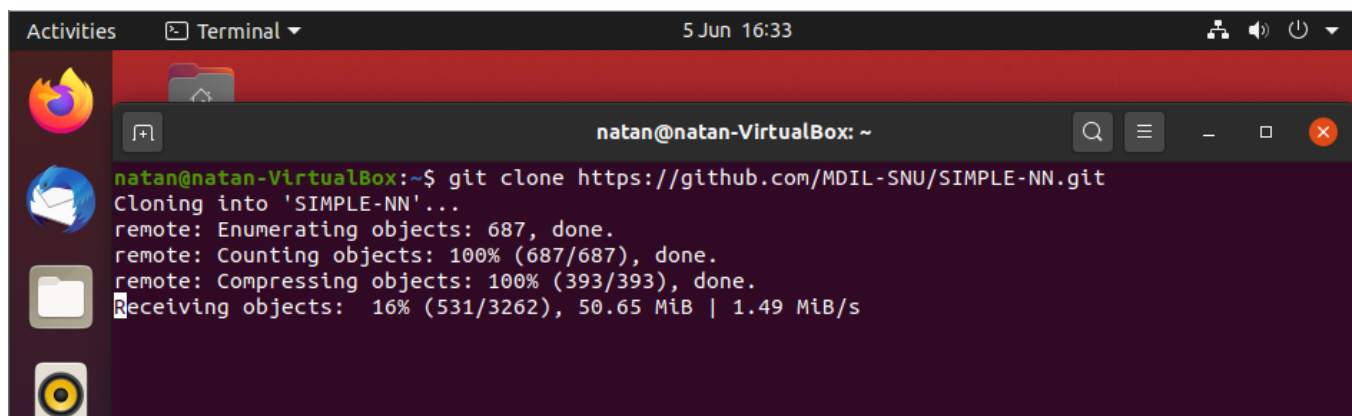 Activities Terminal 5 Jun 16:33
natan@natan-VirtualBox: ~
natan@natan-VirtualBox:~$ git clone https://github.com/MDIL-SNU/SIMPLE-NN.git
Cloning into 'SIMPLE-NN'...
remote: Enumerating objects: 687, done.
remote: Counting objects: 100% (687/687), done.
remote: Compressing objects: 100% (393/393), done.
Receiving objects:  16% (531/3262), 50.65 MiB | 1.49 MiB/s